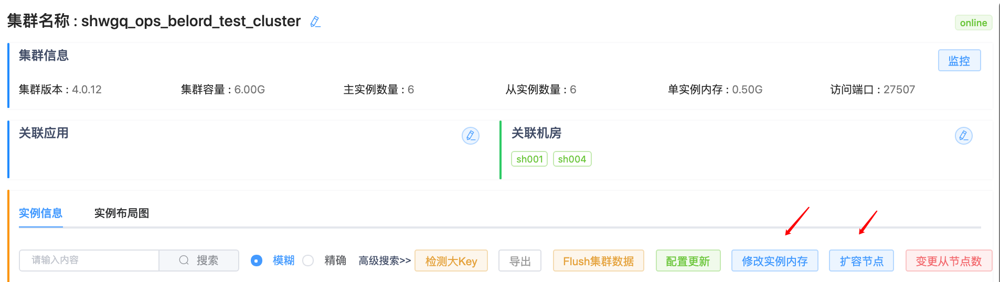 集群名称 : shwgq_ops_belord_test_cluster
online
集群信息
监控
集群版本 : 4.0.12 集群容量 : 6.00G 主实例数量 : 6 从实例数量 : 6 单实例内存 : 0.50G 访问端口 : 27507
关联应用
关联机房
sh001 sh004
实例信息 实例布局图
请输入内容 搜索 模糊 精确 高级搜索>> 检测大Key 导出 Flush集群数据 配置更新 修改实例内存 扩容节点 变更从节点数